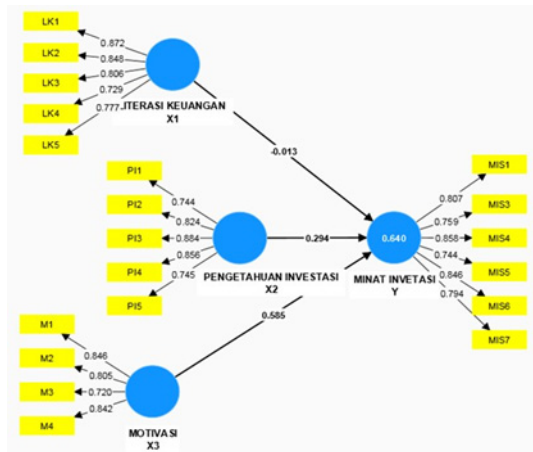 LK1
LK2
LK3
LK4
LK5
0.872
0.848
0.806
0.729
0.777
.ITERASI KEUANGAN
X1
-0.013
PI1
PI2
PI3
PI4
PI5
0.744
0.824
0.884
0.856
0.745
PENGETAHUAN INVESTASI
X2
0.294
0.640
MINAT INVETASI
Y
MIS1
MIS3
MIS4
MIS5
MIS6
MIS7
0.807
0.759
0.858
0.744
0.846
0.794
0.585
M1
M2
M3
M4
0.846
0.805
0.720
0.842
MOTIVASI
X3